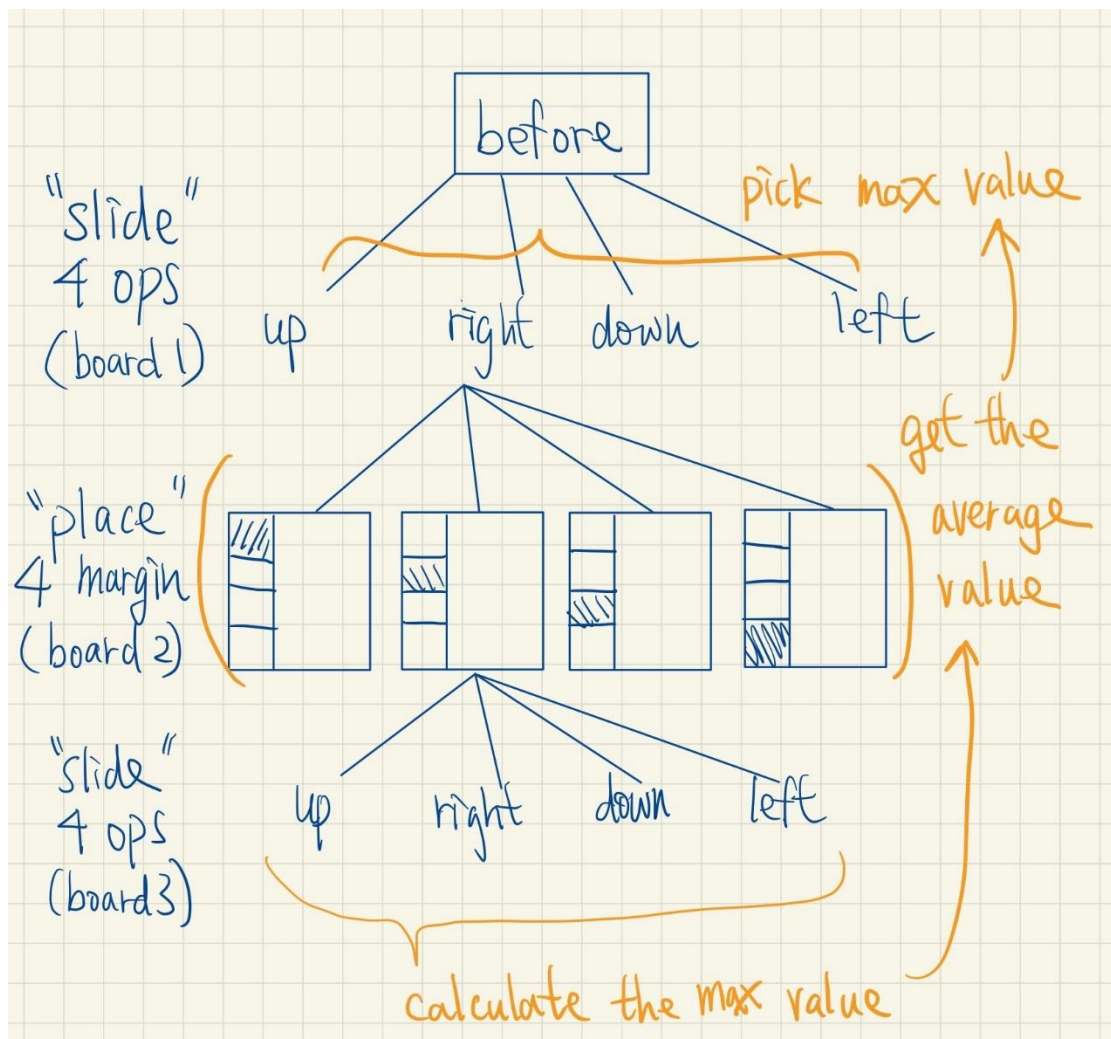 before
pick max value
"slide"
4 ops
(board 1)
up
right
down
left
get the
average
value
"place"
4 margin
(board 2)
"slide"
4 ops
(board3)
up
right
down
left
calculate the max value